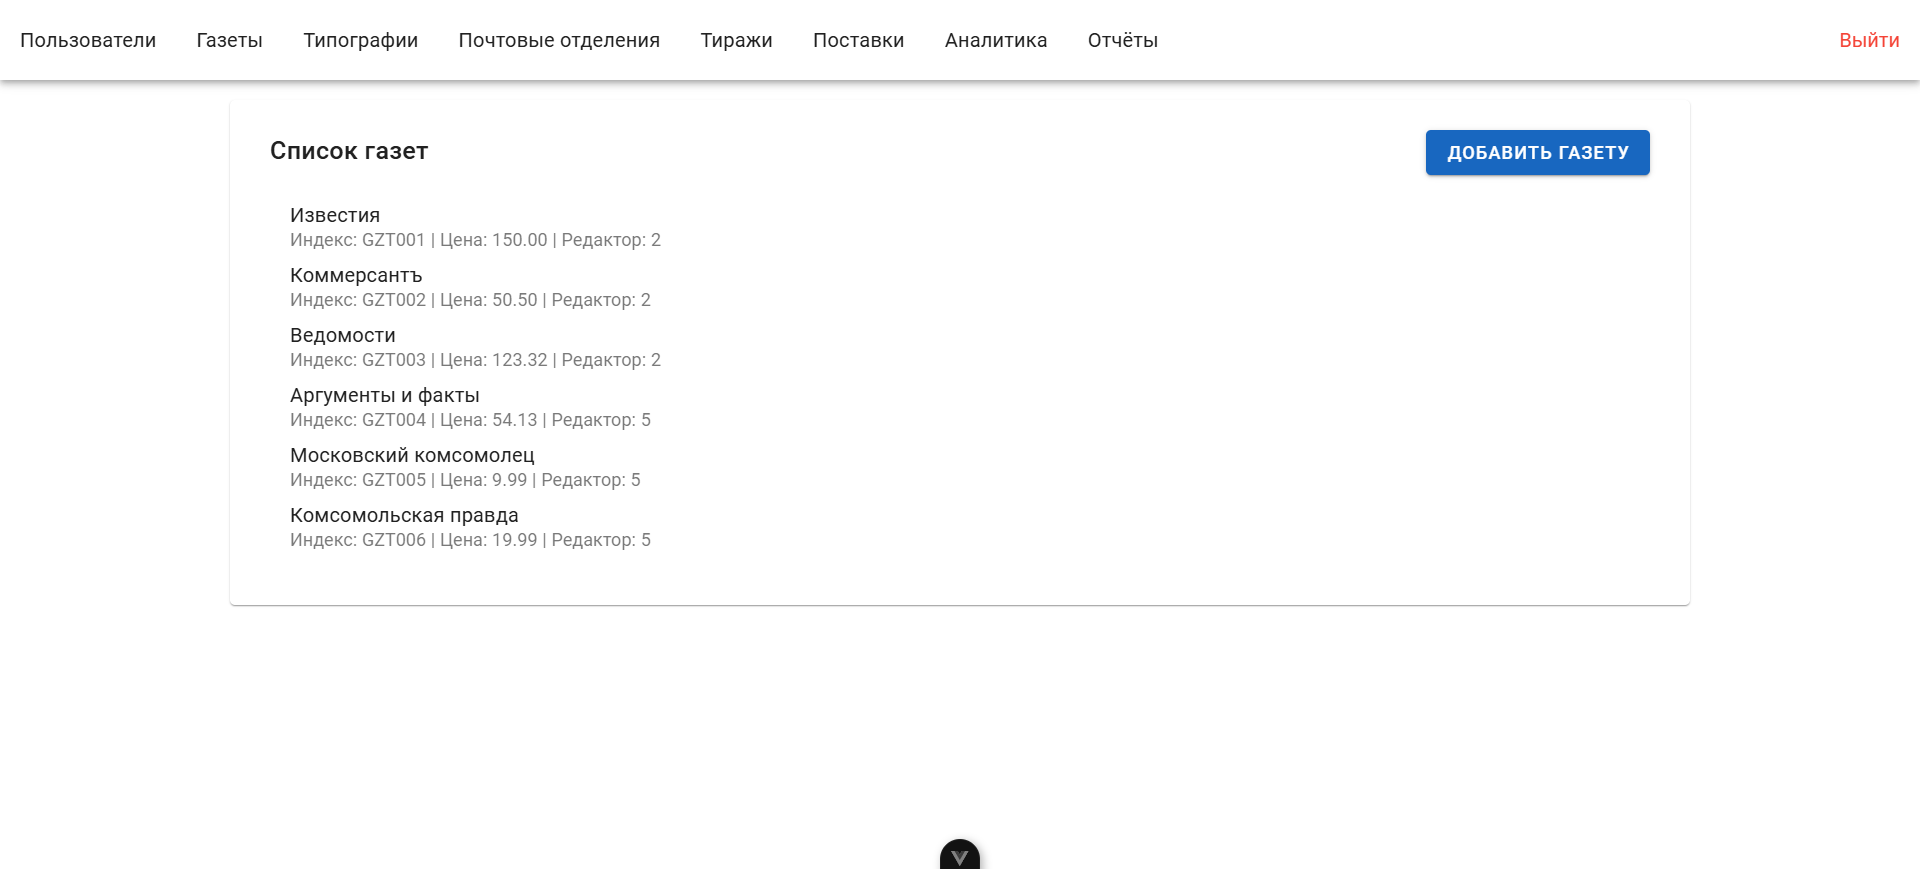 Пользователи Газеты Типографии Почтовые отделения Тиражи Поставки Аналитика Отчёты Выйти
Список газет ДОБАВИТЬ ГАЗЕТУ
Известия
Индекс: GZT001 | Цена: 150.00 | Редактор: 2
Коммерсантъ
Индекс: GZT002 | Цена: 50.50 | Редактор: 2
Ведомости
Индекс: GZT003 | Цена: 123.32 | Редактор: 2
Аргументы и факты
Индекс: GZT004 | Цена: 54.13 | Редактор: 5
Московский комсомолец
Индекс: GZT005 | Цена: 9.99 | Редактор: 5
Комсомольская правда
Индекс: GZT006 | Цена: 19.99 | Редактор: 5